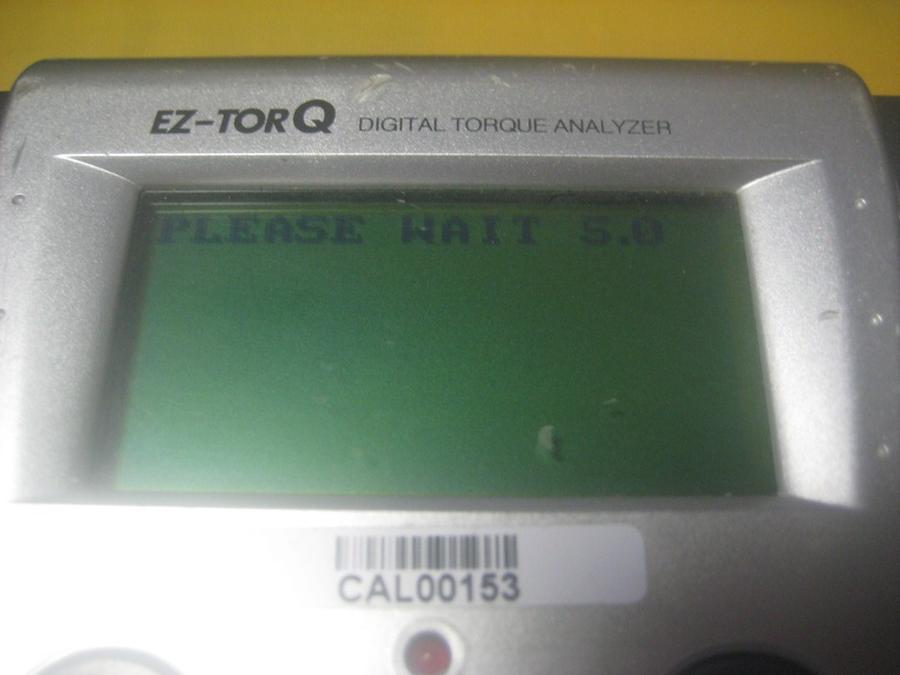 EZ-TORQ DIGITAL TORQUE ANALYZER
PLEASE WAIT 5.0
CAL00153